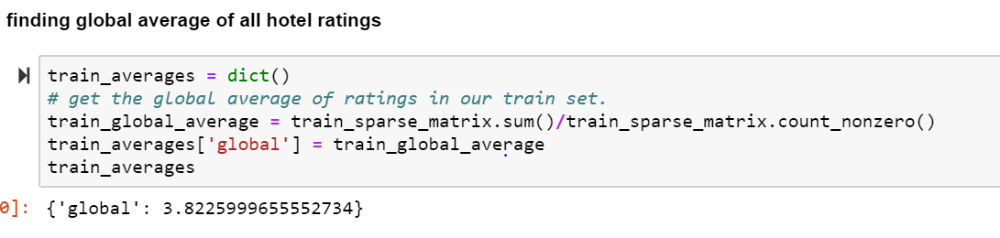 finding global average of all hotel ratings
train_averages = dict()
# get the global average of ratings in our train set.
train_global_average = train_sparse_matrix.sum()/train_sparse_matrix.count_nonzero()
train_averages['global'] = train_global_average
train_averages
0]: {'global': 3.8225999655552734}